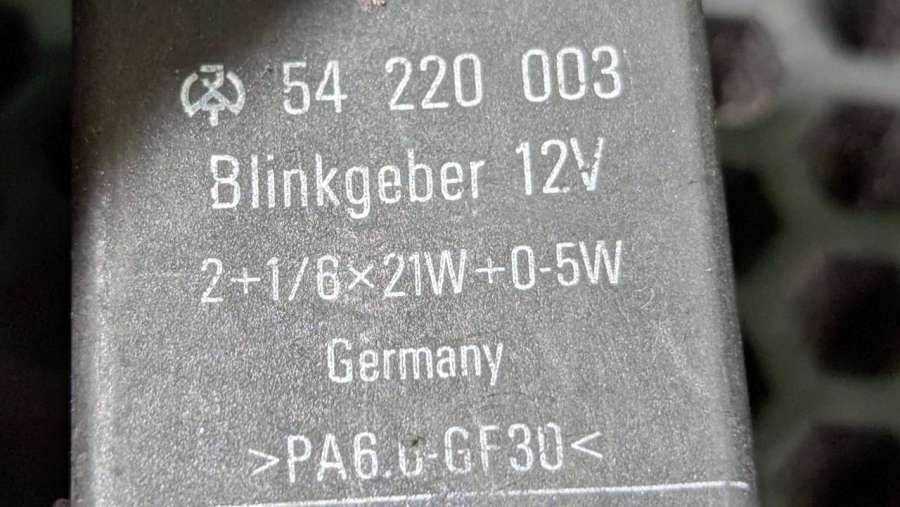 54 220 003
Blinkgeber 12V
2+1/6×21W+0-5W
Germany
>PA6.6-GF30<